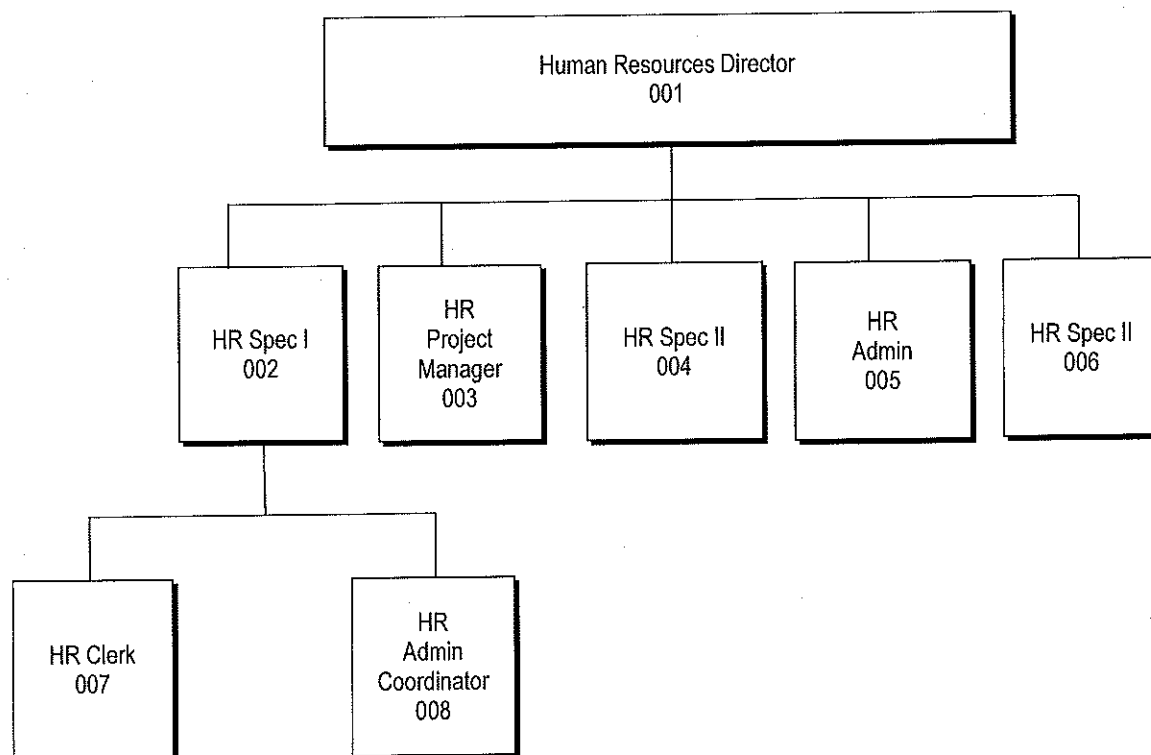 Human Resources Director
001
HR Spec I
002
HR
Project
Manager
003
HR Spec II
004
HR
Admin
005
HR Spec II
006
HR Clerk
007
HR
Admin
Coordinator
008